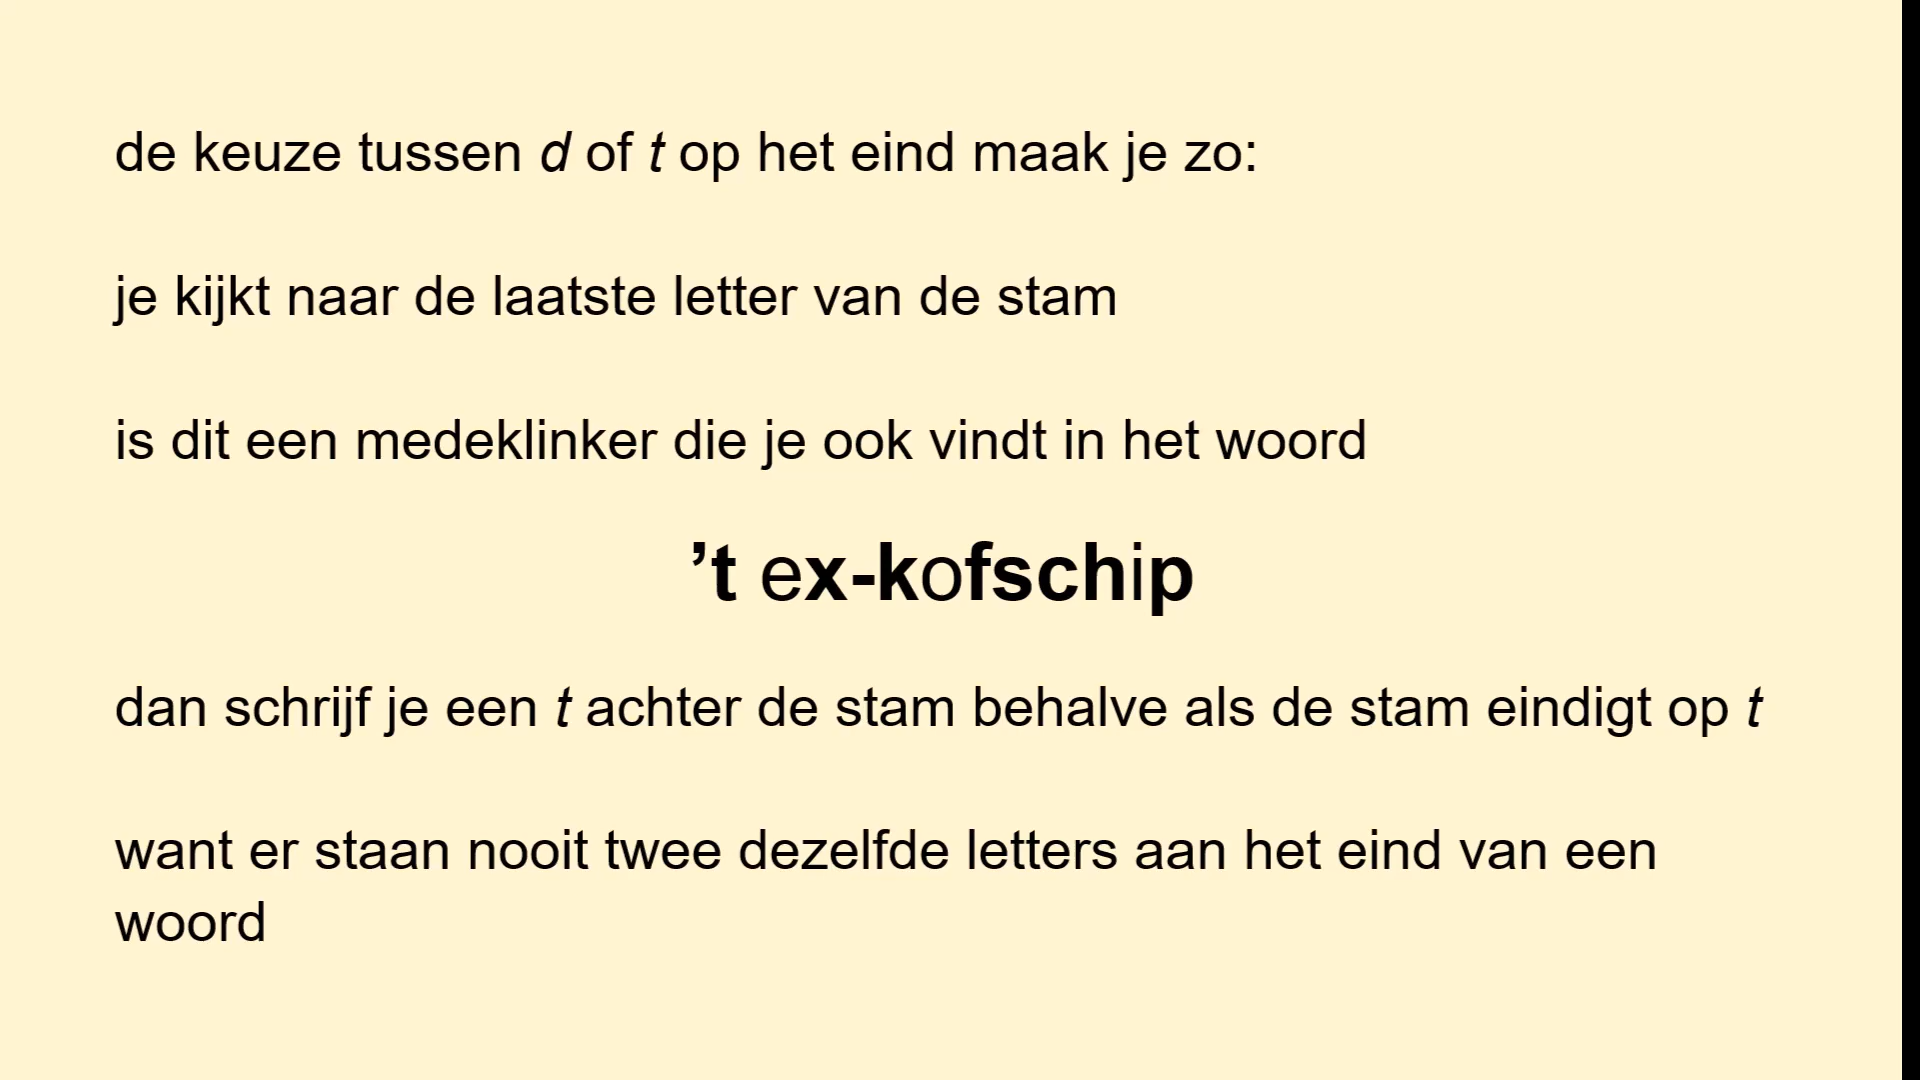 de keuze tussen d of t op het eind maak je zo:
je kijkt naar de laatste letter van de stam
is dit een medeklinker die je ook vindt in het woord
’t ex-kofschip
dan schrijf je een t achter de stam behalve als de stam eindigt op t
want er staan nooit twee dezelfde letters aan het eind van een
woord